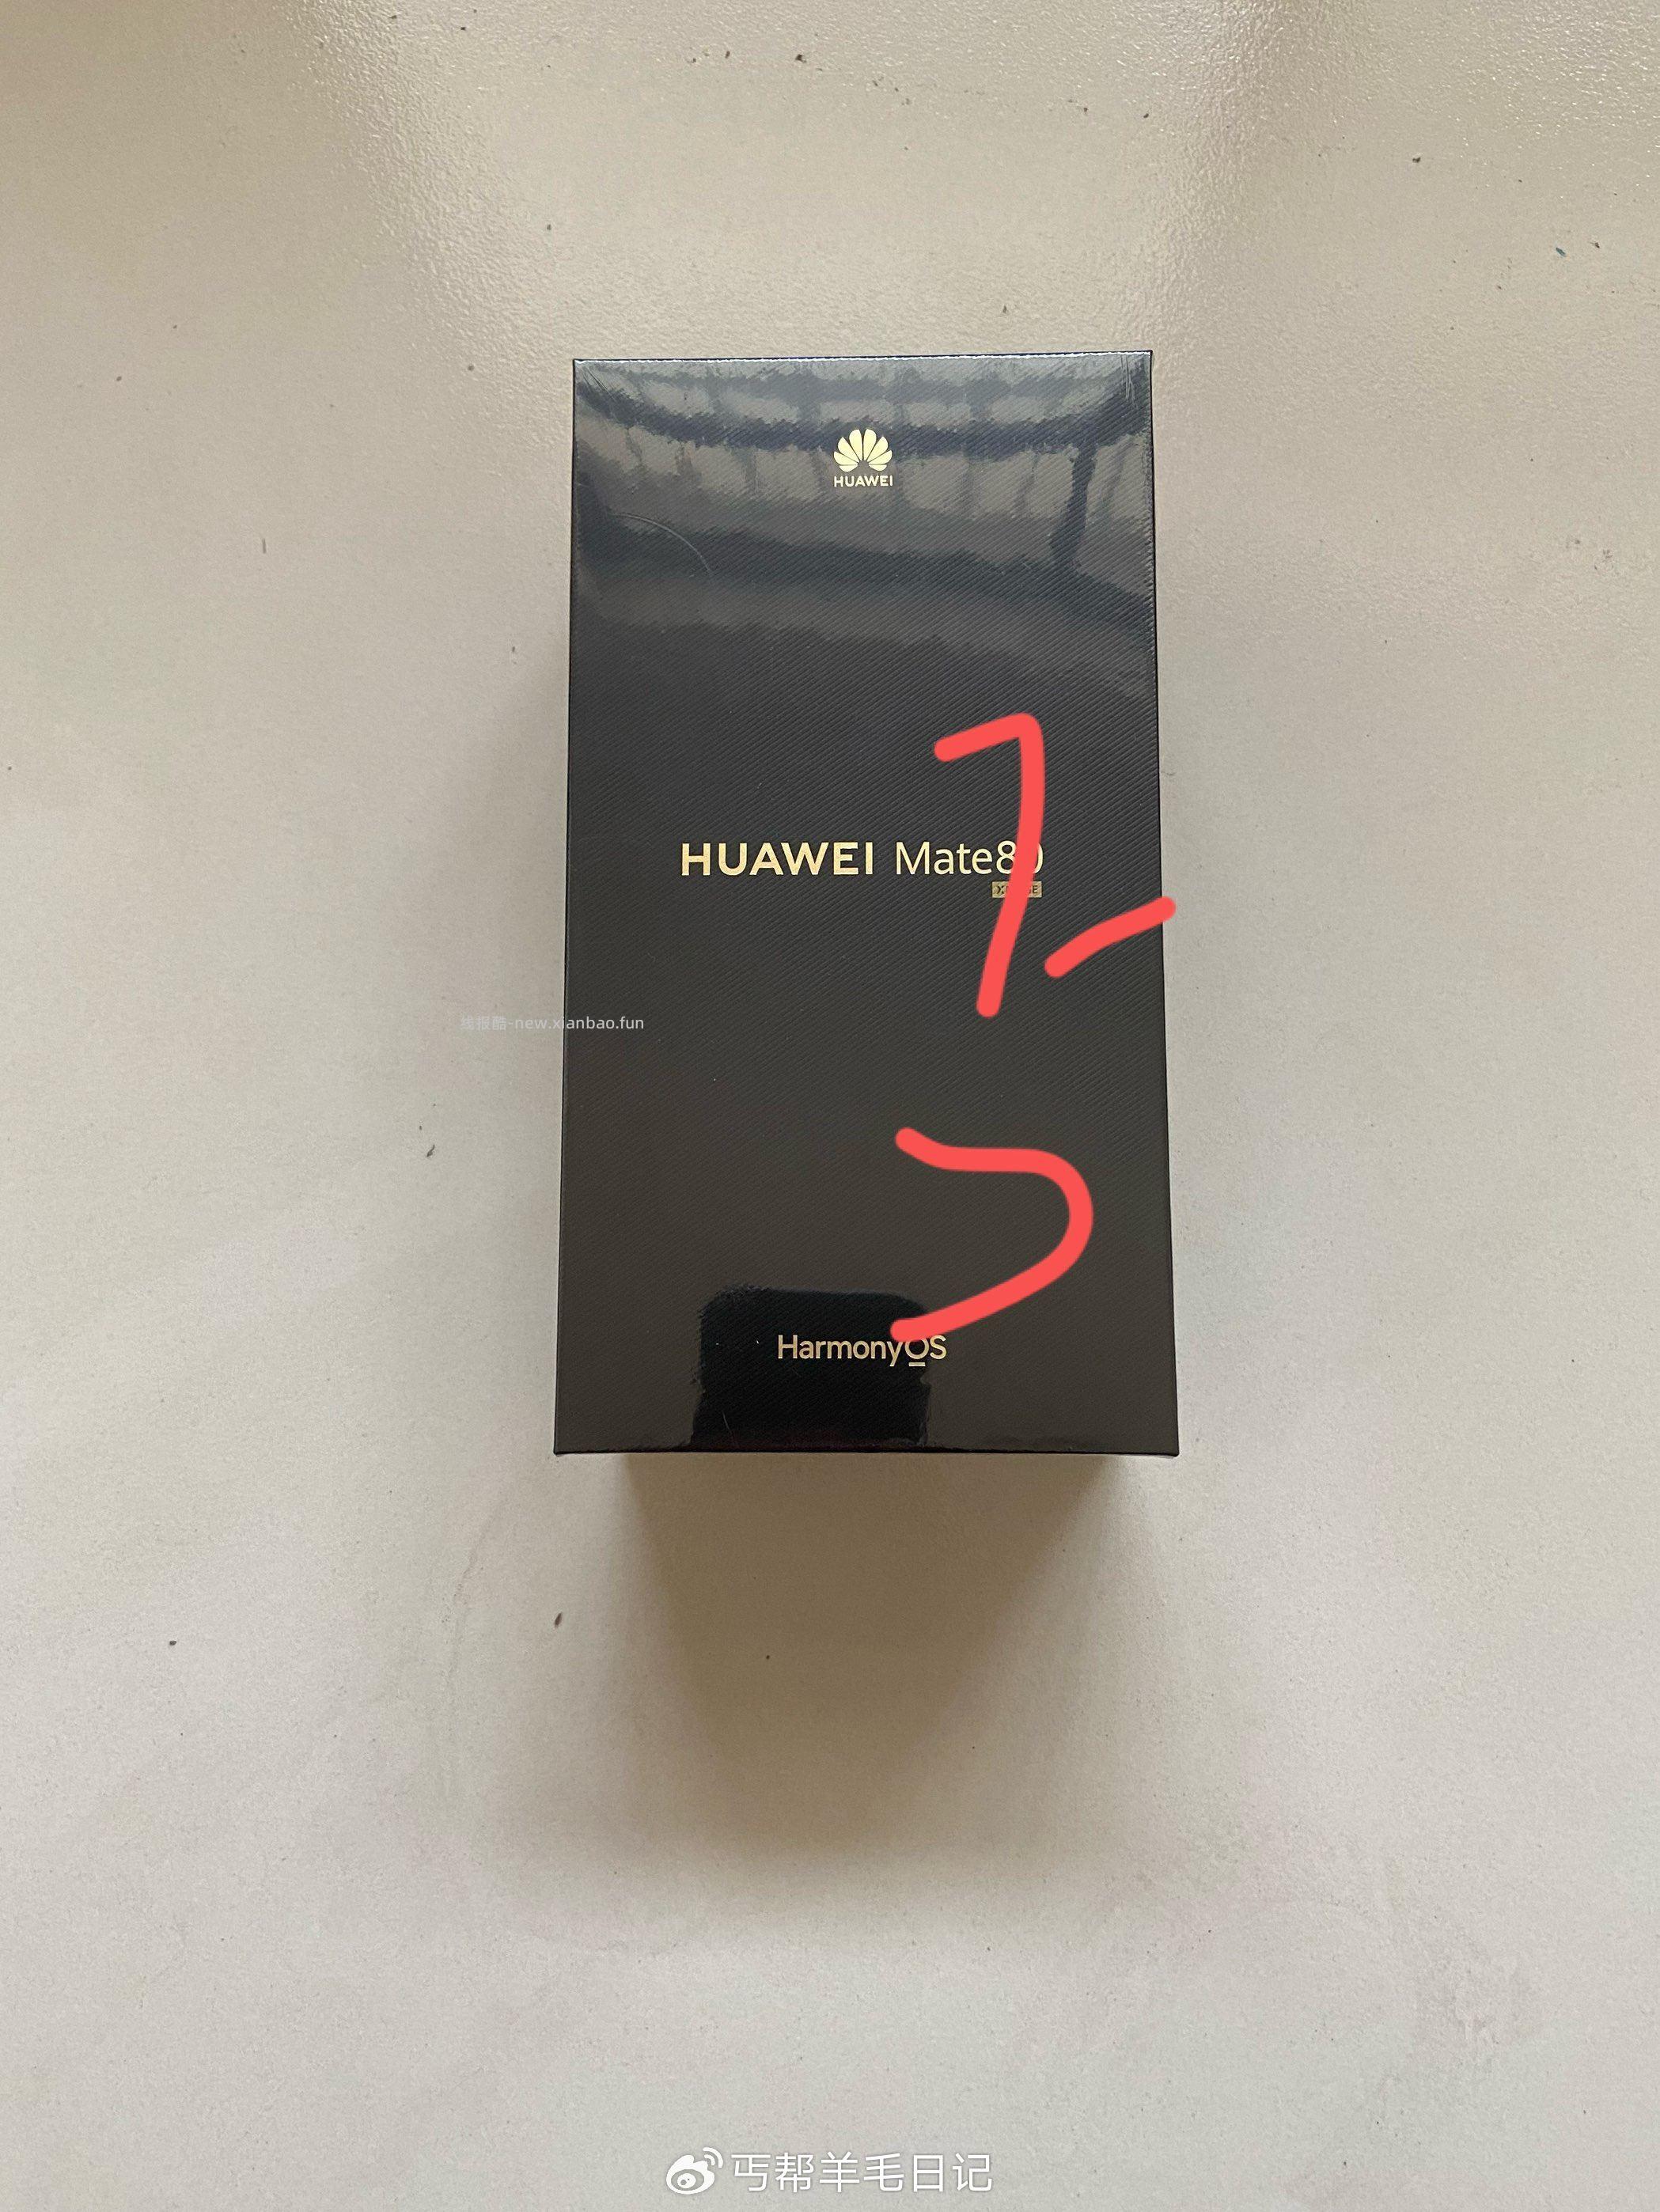 HUAWEI
HUAWEI Mate80
线报酷-new.xianbao.fun
HarmonyOS
丐帮羊毛日记